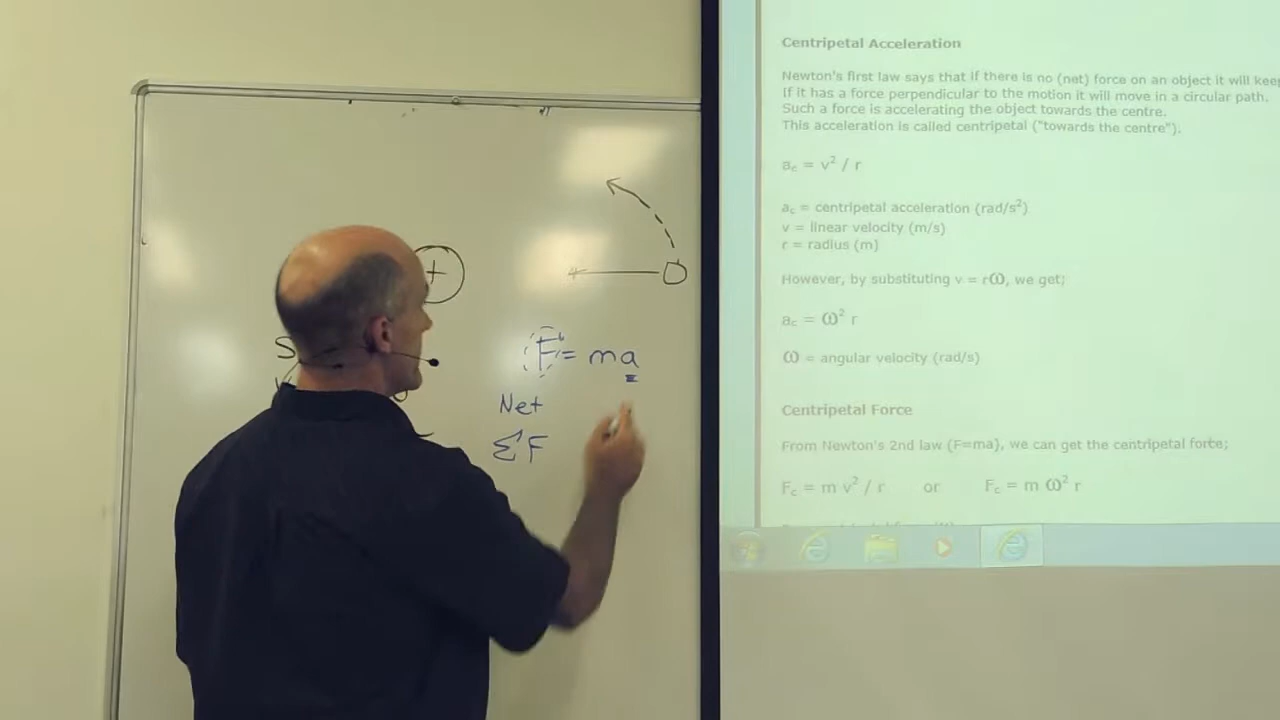 +
S
F = ma
Net
ΣF
Centripetal Acceleration
Newton's first law says that if there is no (net) force on an object it will keep
If it has a force perpendicular to the motion it will move in a circular path.
Such a force is accelerating the object towards the centre.
This acceleration is called centripetal ("towards the centre").
ac = v² / r
ac = centripetal acceleration (rad/s²)
v = linear velocity (m/s)
r = radius (m)
However, by substituting v = rω, we get;
ac = ω² r
ω = angular velocity (rad/s)
Centripetal Force
From Newton's 2nd law (F=ma), we can get the centripetal force;
Fc = m v² / r or Fc = m ω² r